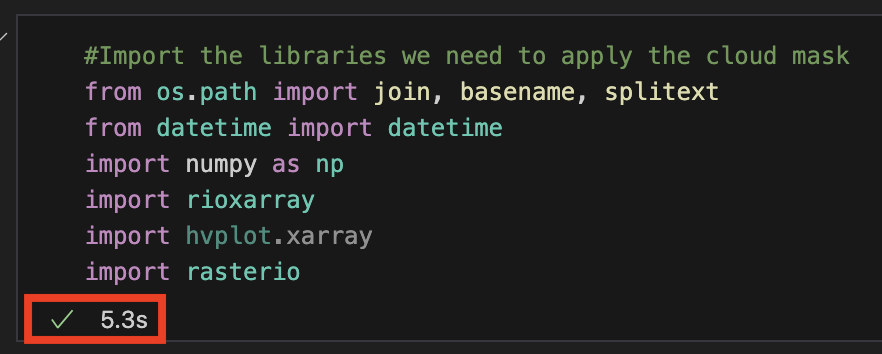 #Import the libraries we need to apply the cloud mask
from os.path import join, basename, splitext
from datetime import datetime
import numpy as np
import rioxarray
import hvplot.xarray
import rasterio
✓ 5.3s